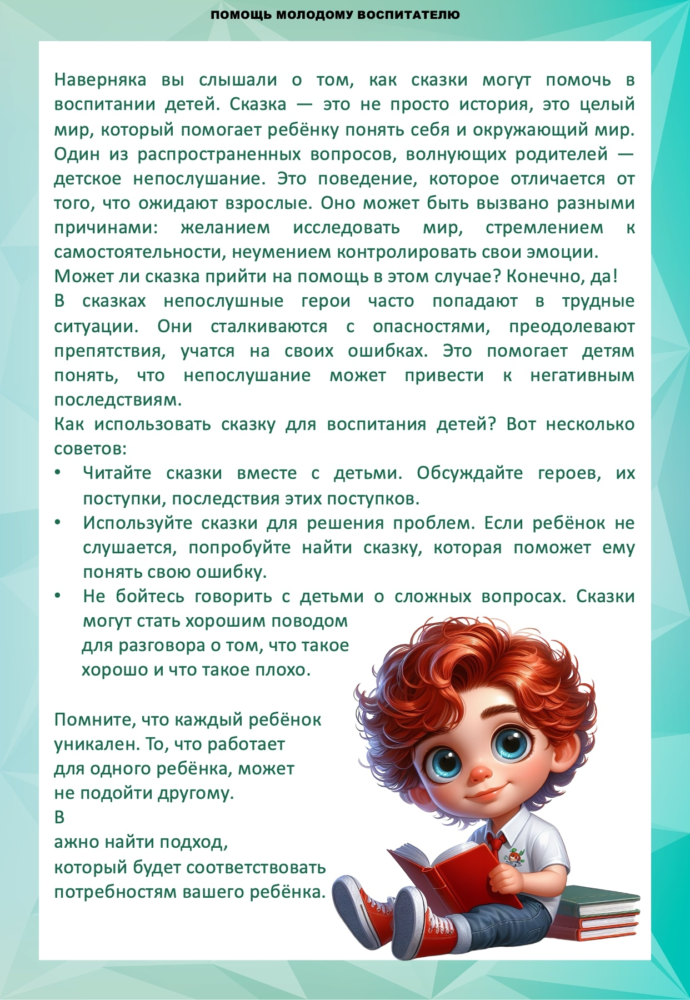 ПОМОЩЬ МОЛОДОМУ ВОСПИТАТЕЛЮ
Наверняка вы слышали о том, как сказки могут помочь в
воспитании детей. Сказка — это не просто история, это целый
мир, который помогает ребёнку понять себя и окружающий мир.
Один из распространенных вопросов, волнующих родителей —
детское непослушание. Это поведение, которое отличается от
того, что ожидают взрослые. Оно может быть вызвано разными
причинами: желанием исследовать мир, стремлением к
самостоятельности, неумением контролировать свои эмоции.
Может ли сказка прийти на помощь в этом случае? Конечно, да!
В сказках непослушные герои часто попадают в трудные
ситуации. Они сталкиваются с опасностями, преодолевают
препятствия, учатся на своих ошибках. Это помогает детям
понять, что непослушание может привести к негативным
последствиям.
Как использовать сказку для воспитания детей? Вот несколько
советов:
• Читайте сказки вместе с детьми. Обсуждайте героев, их
поступки, последствия этих поступков.
• Используйте сказки для решения проблем. Если ребёнок не
слушается, попробуйте найти сказку, которая поможет ему
понять свою ошибку.
• Не бойтесь говорить с детьми о сложных вопросах. Сказки
могут стать хорошим поводом
для разговора о том, что такое
хорошо и что такое плохо.
Помните, что каждый ребёнок
уникален. То, что работает
для одного ребёнка, может
не подойти другому.
В
ажно найти подход,
который будет соответствовать
потребностям вашего ребёнка.